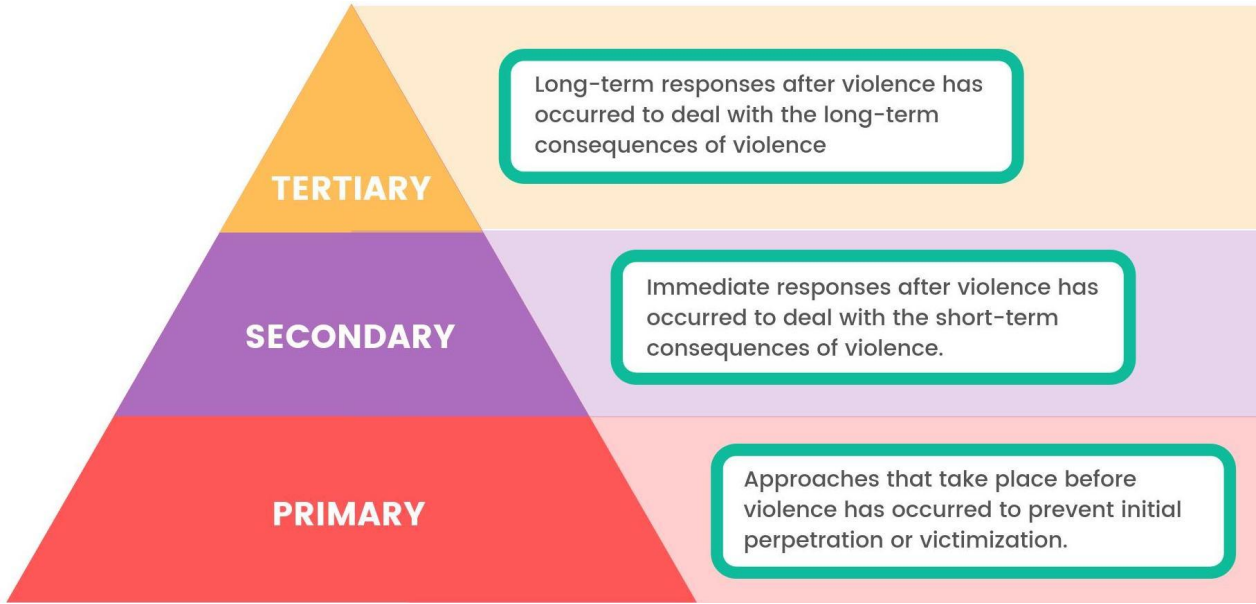 Long-term responses after violence has
occurred to deal with the long-term
consequences of violence
TERTIARY
Immediate responses after violence has
occurred to deal with the short-term
consequences of violence.
SECONDARY
Approaches that take place before
violence has occurred to prevent initial
perpetration or victimization.
PRIMARY